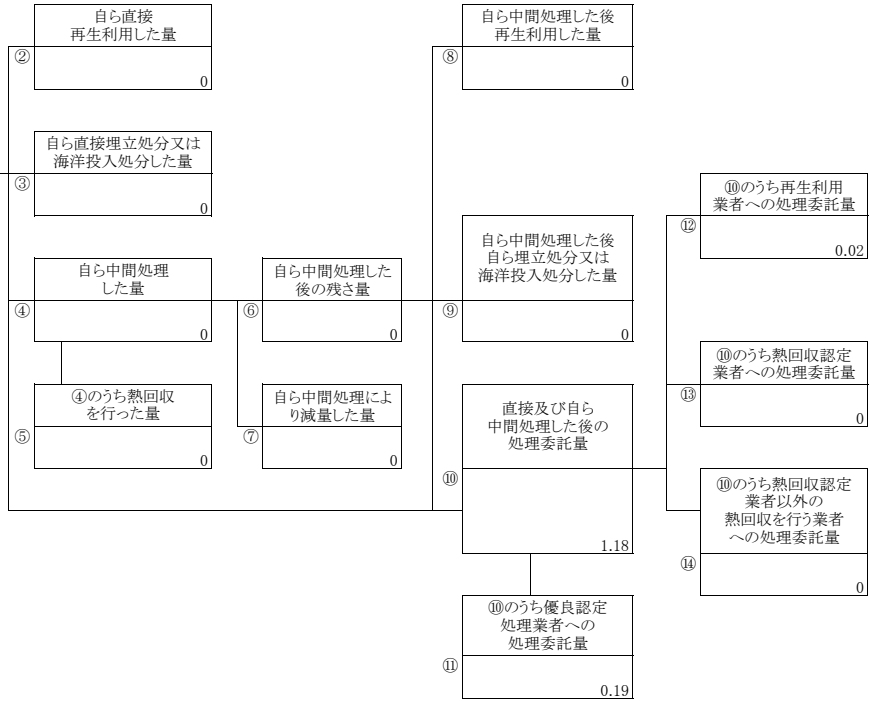 自ら直接
再生利用した量
②
0
自ら直接埋立処分又は
海洋投入処分した量
③
0
自ら中間処理
した量
④
0
④のうち熱回収
を行った量
⑤
0
自ら中間処理した
後の残さ量
⑥
0
自ら中間処理によ
り減量した量
⑦
0
自ら中間処理した後
再生利用した量
⑧
0
自ら中間処理した後
自ら埋立処分又は
海洋投入処分した量
⑨
0
直接及び自ら
中間処理した後の
処理委託量
⑩
1.18
⑩のうち優良認定
処理業者への
処理委託量
⑪
0.19
⑩のうち再生利用
業者への処理委託量
⑫
0.02
⑩のうち熱回収認定
業者への処理委託量
⑬
0
⑩のうち熱回収認定
業者以外の
熱回収を行う業者
への処理委託量
⑭
0